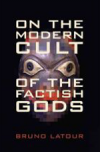 ON THE
MODERN
CULT
OF THE
FACTISH
GODS
BRUNO LATOUR